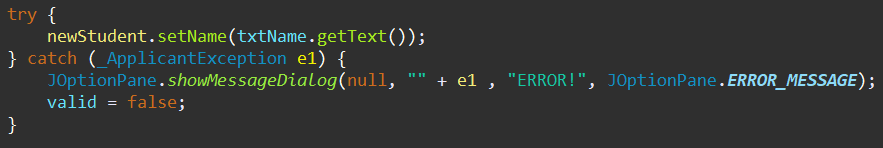 try {
    newStudent.setName(txtName.getText());
} catch (_ApplicantException e1) {
    JOptionPane.showMessageDialog(null, "" + e1 , "ERROR!", JOptionPane.ERROR_MESSAGE);
    valid = false;
}